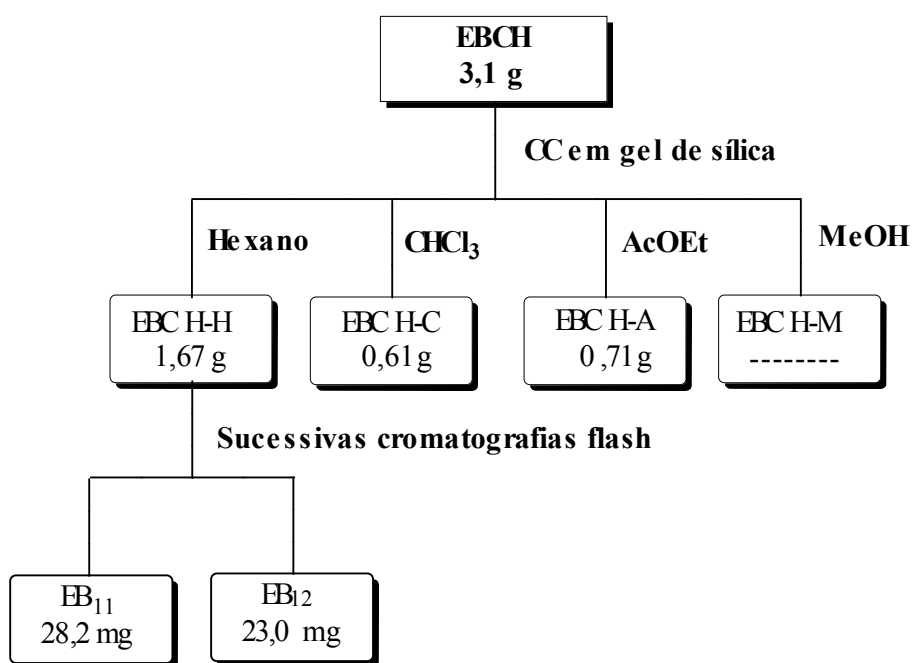 EBCH
3,1 g
CC em gel de sílica
Hexano
CHCl3
AcOEt
MeOH
EBCH-H
1,67 g
EBCH-C
0,61 g
EBCH-A
0,71 g
EBCH-M
--------
Sucessivas cromatografias flash
EB11
28,2 mg
EB12
23,0 mg